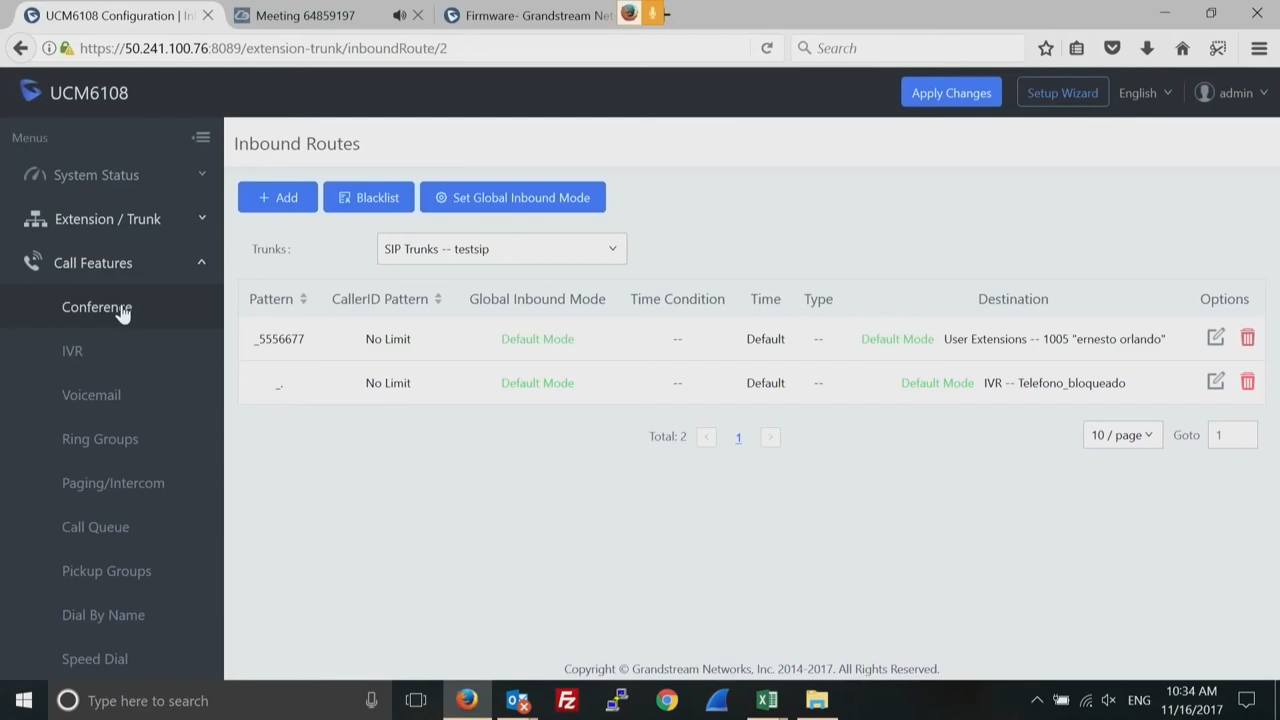 UCM6108 Configuration | In
Meeting 64859197
Firmware- Grandstream Net
https://50.241.100.76:8089/extension-trunk/inboundRoute/2
Search
UCM6108
Apply Changes
Setup Wizard
English
admin
Menus
System Status
Extension / Trunk
Call Features
Conference
IVR
Voicemail
Ring Groups
Paging/Intercom
Call Queue
Pickup Groups
Dial By Name
Speed Dial
Inbound Routes
+ Add
Blacklist
Set Global Inbound Mode
Trunks :
SIP Trunks -- testsip
Pattern CallerID Pattern Global Inbound Mode Time Condition Time Type Destination Options
_5556677 No Limit Default Mode -- Default -- Default Mode User Extensions -- 1005 "ernesto orlando"
_. No Limit Default Mode -- Default -- Default Mode IVR -- Telefono_bloqueado
Total: 2 < 1 > 10 / page Goto 1
Copyright © Grandstream Networks, Inc. 2014-2017. All Rights Reserved.
Type here to search
ENG
10:34 AM
11/16/2017